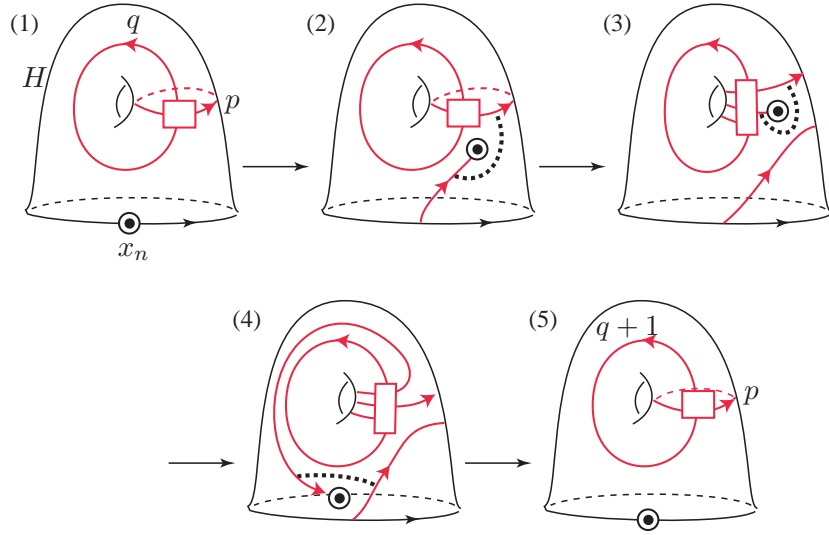 (1) q (2) (3)
H p
x_n
(4) (5) q + 1
p